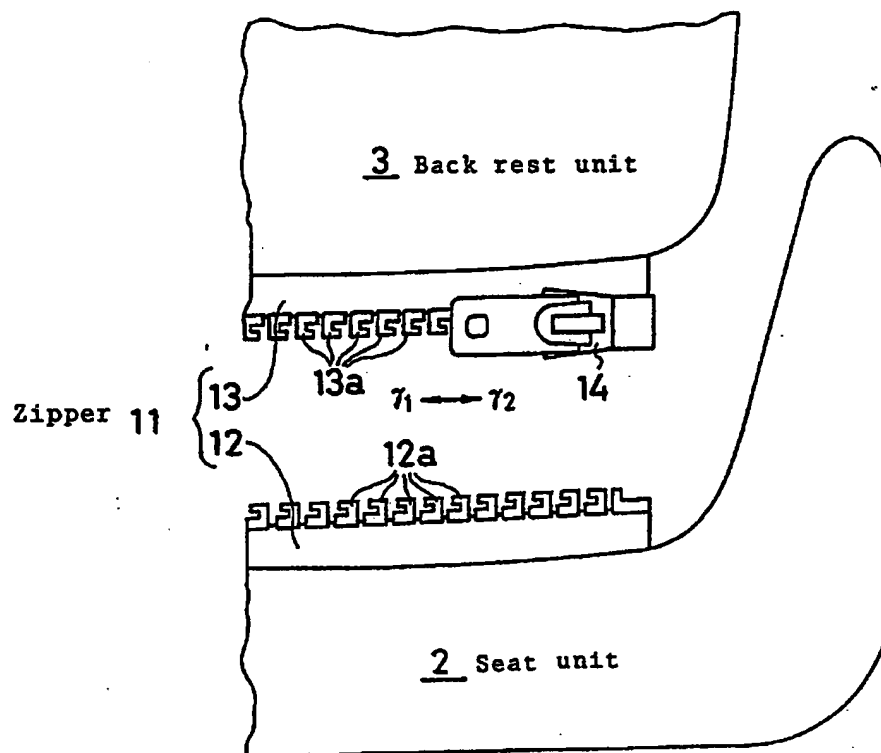 3 Back rest unit
13a
14
γ1 ⟷ γ2
Zipper 11 { 13
12
12a
2 Seat unit